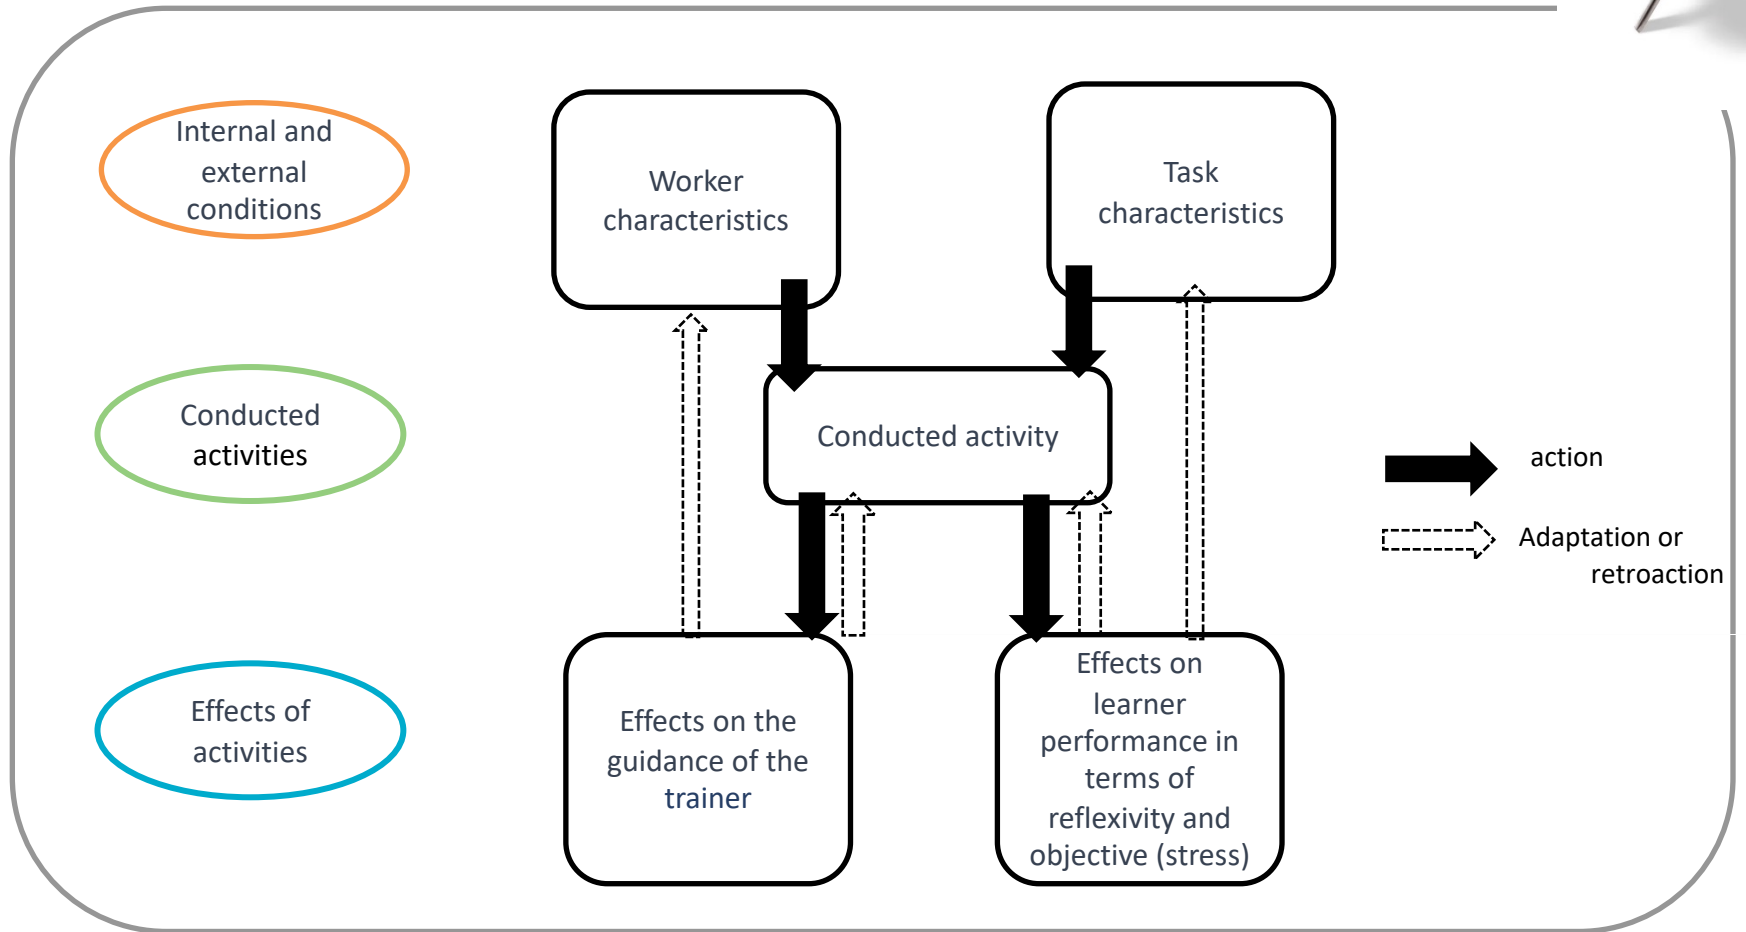 Internal and
external
conditions
Worker
characteristics
Task
characteristics
Conducted
activities
Conducted activity
action
Adaptation or
retroaction
Effects of
activities
Effects on the
guidance of the
trainer
Effects on
learner
performance in
terms of
reflexivity and
objective (stress)